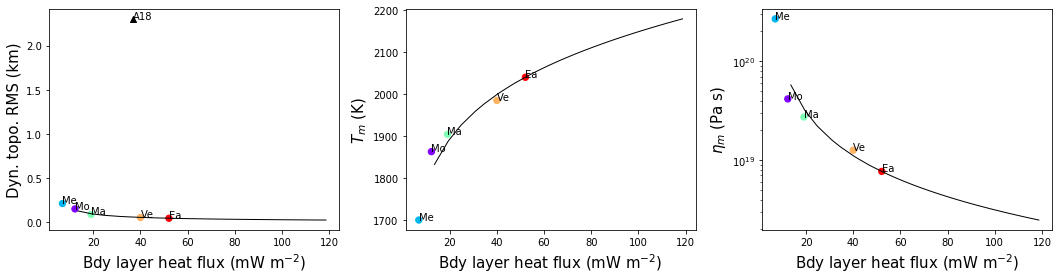 Dyn. topo. RMS (km)
2.0
1.5
1.0
0.5
0.0
A18
Me
Mo
Ma
Ve
Ea
20 40 60 80 100 120
Bdy layer heat flux (mW m⁻²)
Tₘ (K)
2200
2100
2000
1900
1800
1700
Ea
Ve
Ma
Mo
Me
20 40 60 80 100 120
Bdy layer heat flux (mW m⁻²)
ηₘ (Pa s)
10²⁰
10¹⁹
Me
Mo
Ma
Ve
Ea
20 40 60 80 100 120
Bdy layer heat flux (mW m⁻²)